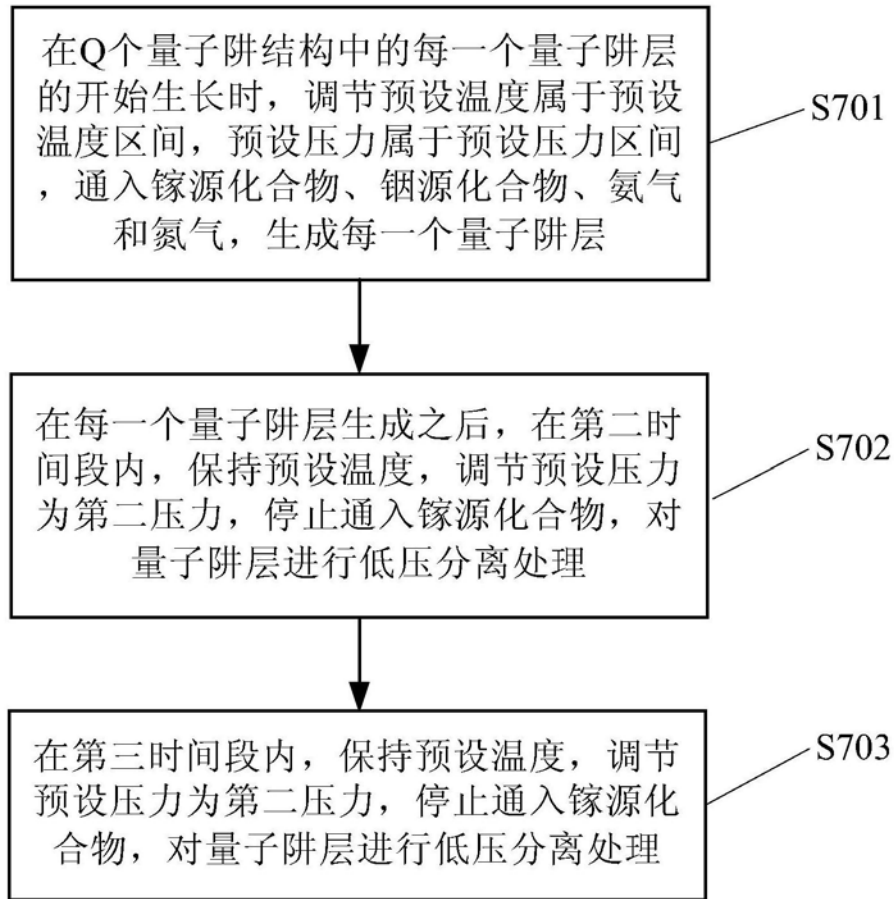 在Q个量子阱结构中的每一个量子阱层
的开始生长时，调节预设温度属于预设
温度区间，预设压力属于预设压力区间
，通入镓源化合物、铟源化合物、氨气
和氮气，生成每一个量子阱层
S701
在每一个量子阱层生成之后，在第二时
间段内，保持预设温度，调节预设压力
为第二压力，停止通入镓源化合物，对
量子阱层进行低压分离处理
S702
在第三时间段内，保持预设温度，调节
预设压力为第二压力，停止通入镓源化
合物，对量子阱层进行低压分离处理
S703